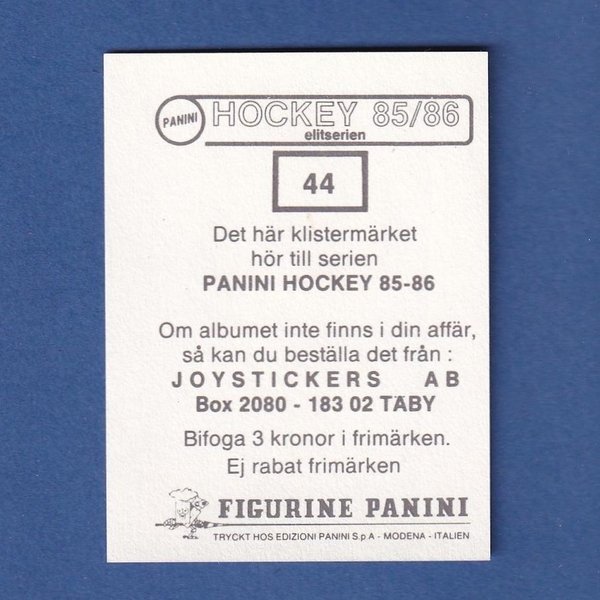 PANINI HOCKEY 85/86
elitserien
44
Det här klistermärket
hör till serien
PANINI HOCKEY 85-86
Om albumet inte finns i din affär,
så kan du beställa det från :
JOYSTICKERS AB
Box 2080 - 183 02 TÄBY
Bifoga 3 kronor i frimärken.
Ej rabat frimärken
FIGURINE PANINI
TRYCKT HOS EDIZIONI PANINI S.p.A - MODENA - ITALIEN